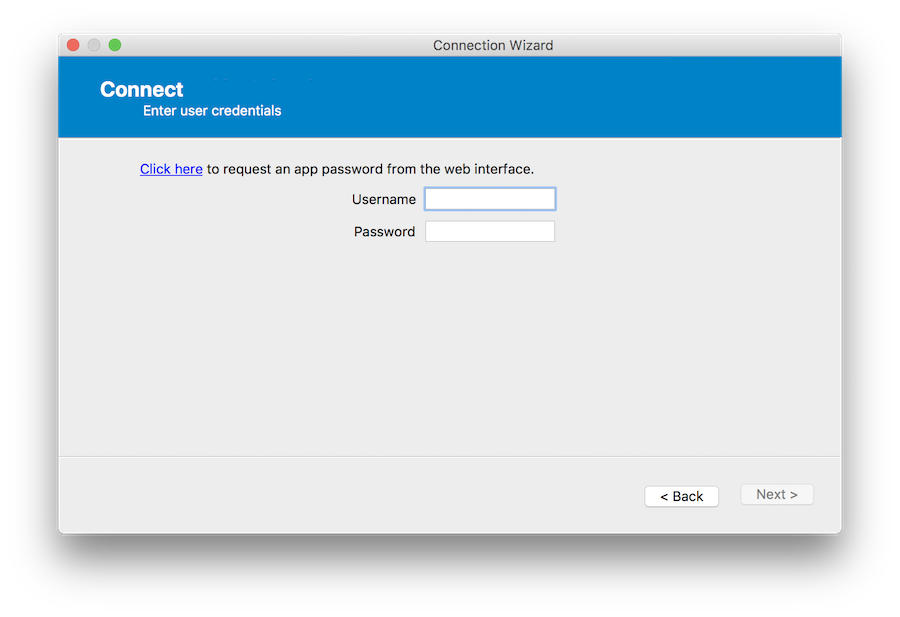 Connection Wizard
Connect
Enter user credentials
Click here to request an app password from the web interface.
Username
Password
< Back
Next >